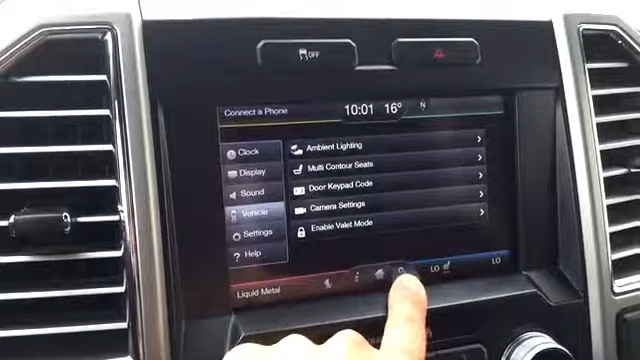 OFF
Connect a Phone
10:01 16° N
Clock
Display
Sound
Vehicle
Settings
? Help
Ambient Lighting
Multi Contour Seats
Door Keypad Code
Camera Settings
Enable Valet Mode
Liquid Metal
LO
LO